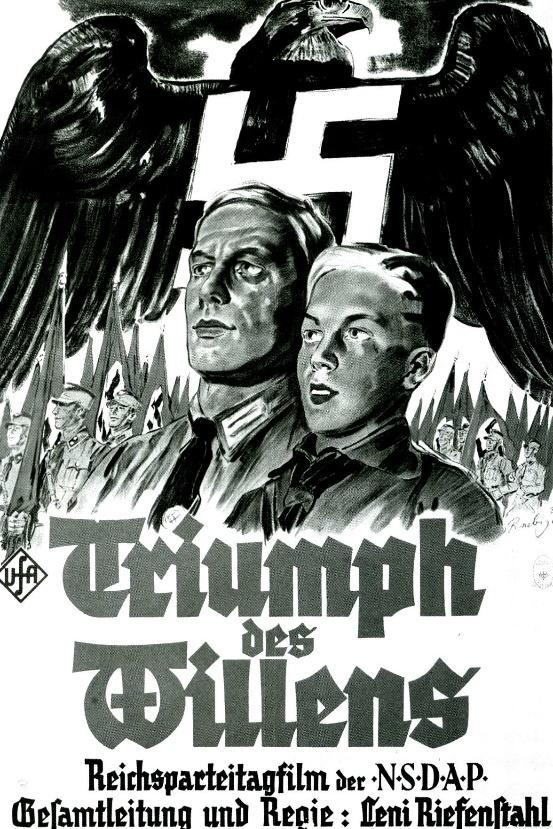 UfA
Triumph
des
Willens
Reichsparteitagfilm der ·N·S·D·A·P·
Gesamtleitung und Regie : Leni Riefenstahl